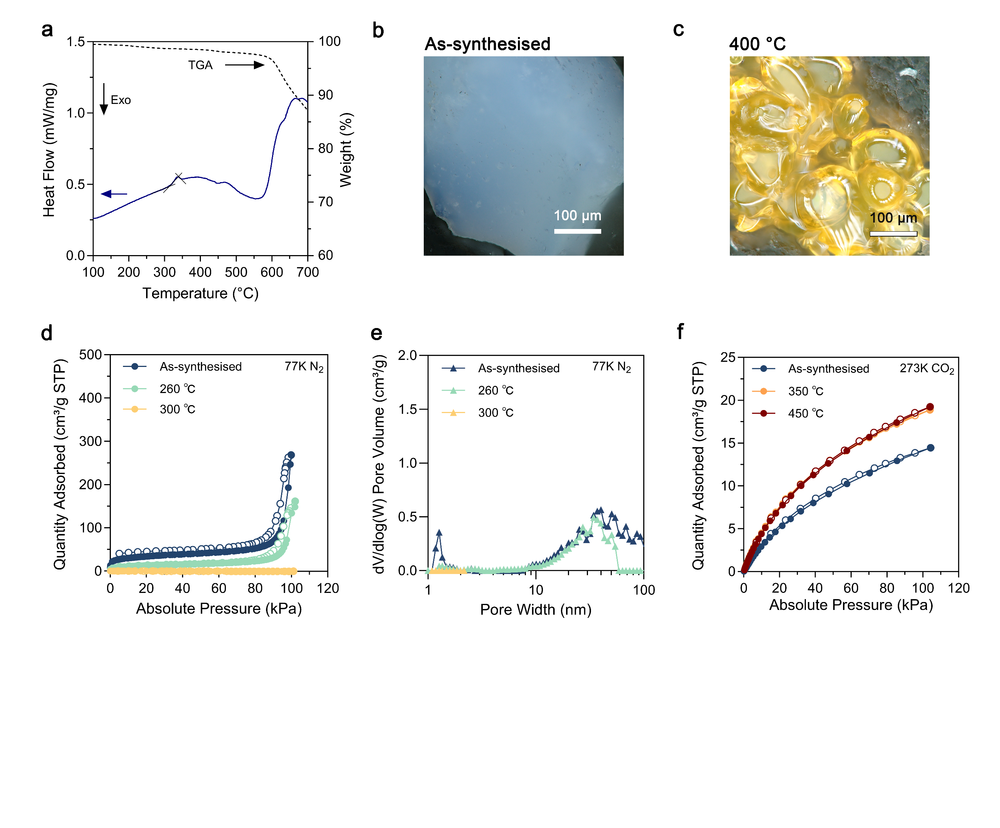 a
1.5
1.0
0.5
0.0
100
90
80
70
60
TGA
Exo
Heat Flow (mW/mg)
Weight (%)
100 200 300 400 500 600 700
Temperature (°C)
b
As-synthesised
100 µm
c
400 °C
100 µm
d
500
400
300
200
100
0
As-synthesised
260 ℃
300 ℃
77K N₂
Quantity Adsorbed (cm³/g STP)
0 20 40 60 80 100 120
Absolute Pressure (kPa)
e
2.0
1.5
1.0
0.5
0.0
As-synthesised
260 ℃
300 ℃
77K N₂
dV/dlog(W) Pore Volume (cm³/g)
1 10 100
Pore Width (nm)
f
25
20
15
10
5
0
As-synthesised
350 ℃
450 ℃
273K CO₂
Quantity Adsorbed (cm³/g STP)
0 20 40 60 80 100 120
Absolute Pressure (kPa)